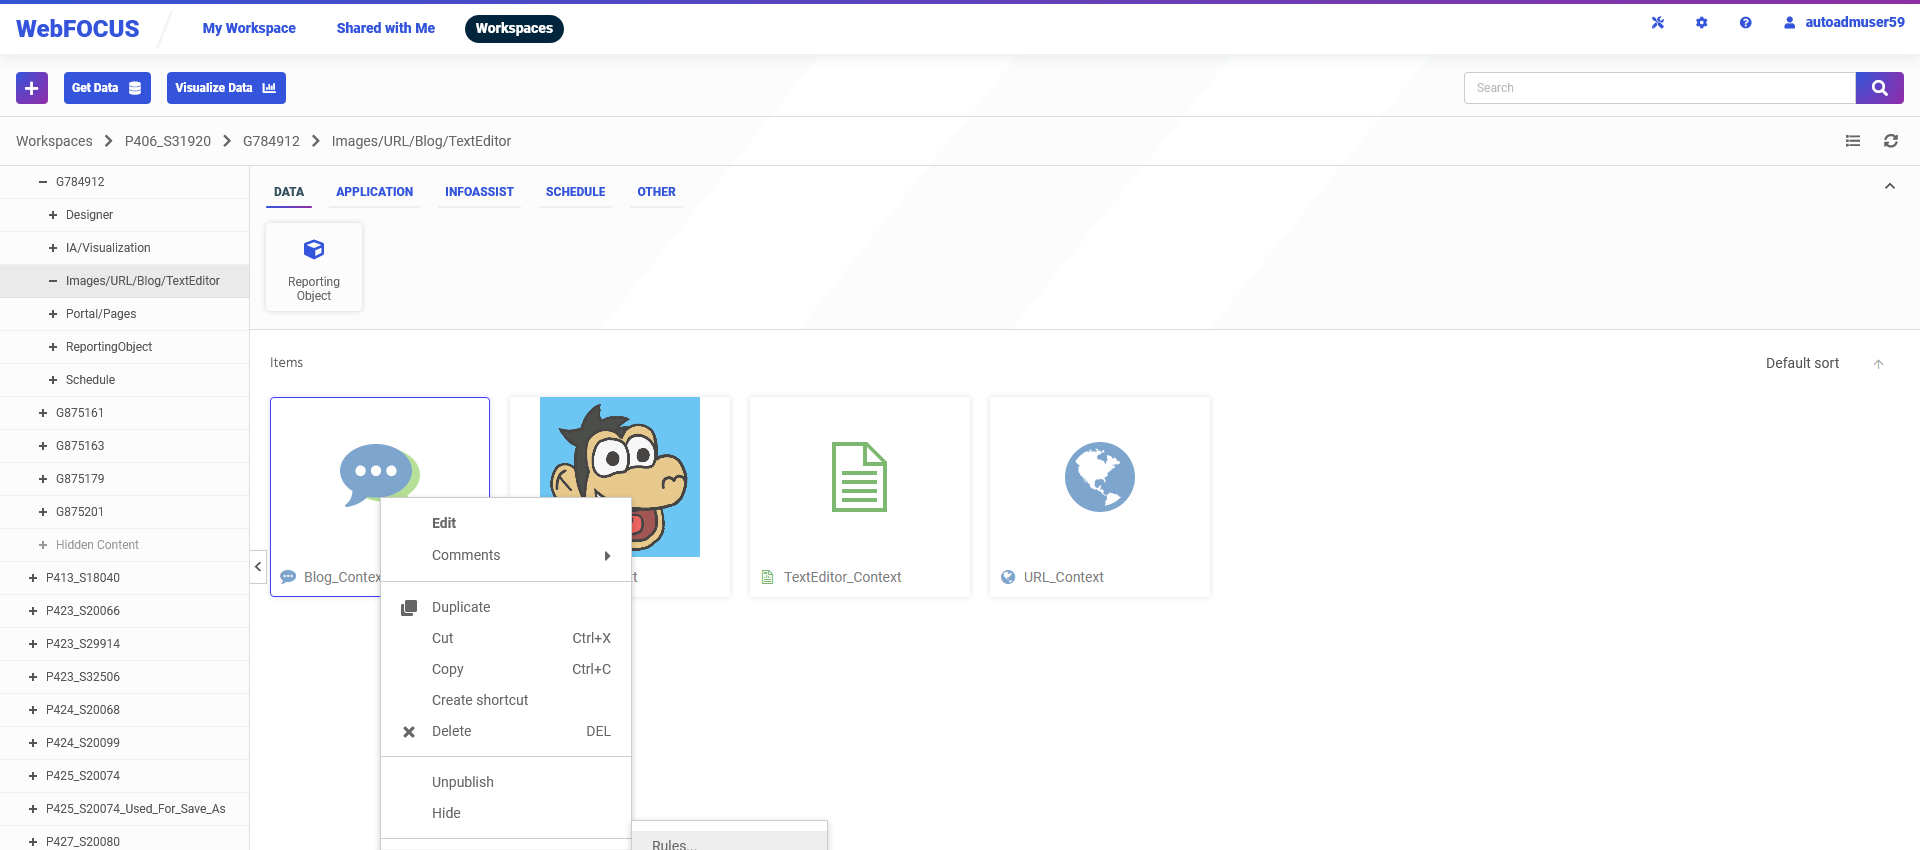 WebFOCUS
My Workspace
Shared with Me
Workspaces
autoadmuser59
Get Data
Visualize Data
Search
Workspaces
P406_S31920
G784912
Images/URL/Blog/TextEditor
G784912
Designer
IA/Visualization
Images/URL/Blog/TextEditor
Portal/Pages
ReportingObject
Schedule
G875161
G875163
G875179
G875201
Hidden Content
P413_S18040
P423_S20066
P423_S29914
P423_S32506
P424_S20068
P424_S20099
P425_S20074
P425_S20074_Used_For_Save_As
P427_S20080
DATA
APPLICATION
INFOASSIST
SCHEDULE
OTHER
Reporting
Object
Items
Default sort
Blog_Contex
t
TextEditor_Context
URL_Context
Edit
Comments
Duplicate
Cut Ctrl+X
Copy Ctrl+C
Create shortcut
Delete DEL
Unpublish
Hide
Rules...